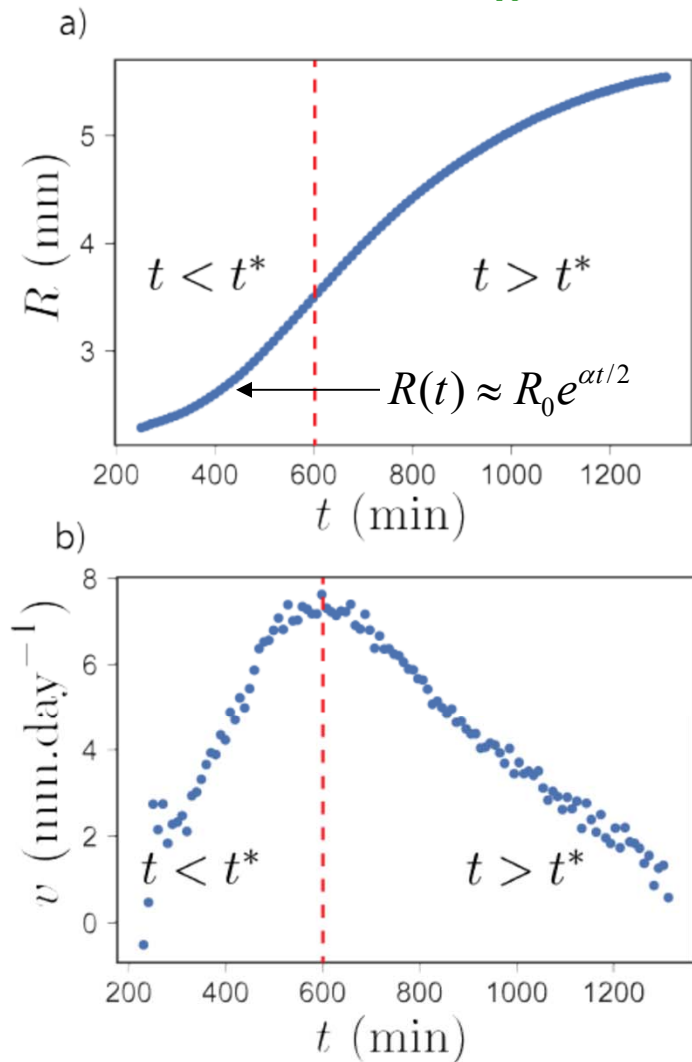 a)
R (mm)
5
4
3
t < t*
t > t*
R(t) ≈ R₀e^{αt/2}
200 400 600 800 1000 1200
t (min)
b)
v (mm.day⁻¹)
8
6
4
2
0
t < t*
t > t*
200 400 600 800 1000 1200
t (min)